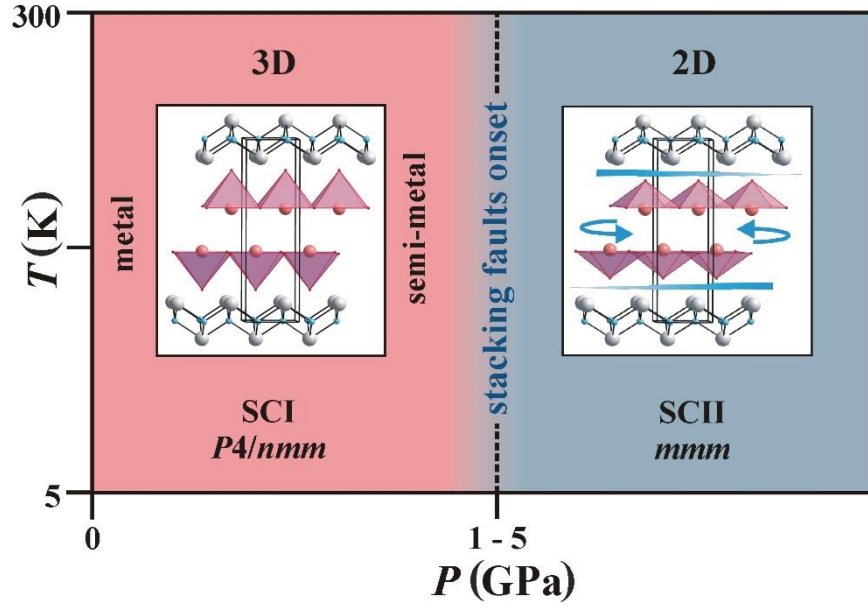 300
3D
2D
T (K)
metal
semi-metal
stacking faults onset
SCI
P4/nmm
SCII
mmm
5
0
1 - 5
P (GPa)